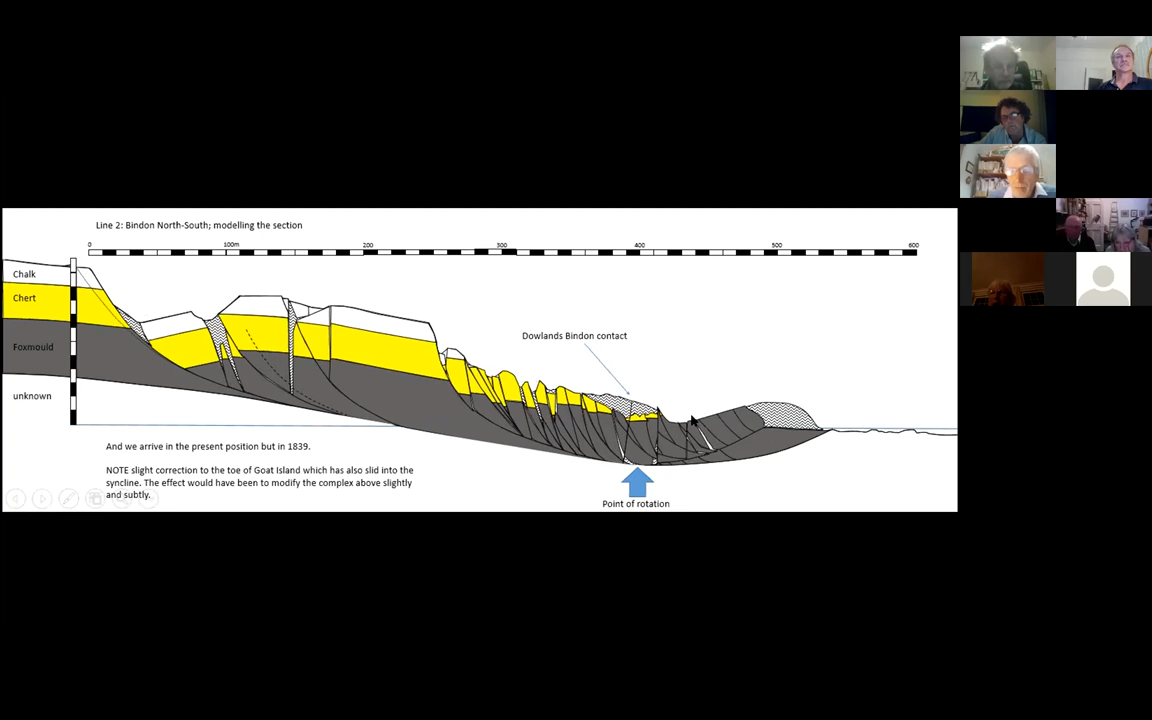 Line 2: Bindon North-South; modelling the section
0 100m 200 300 400 500 600
Chalk
Chert
Foxmould
unknown
Dowlands Bindon contact
And we arrive in the present position but in 1839.
NOTE slight correction to the toe of Goat Island which has also slid into the
syncline. The effect would have been to modify the complex above slightly
and subtly.
Point of rotation